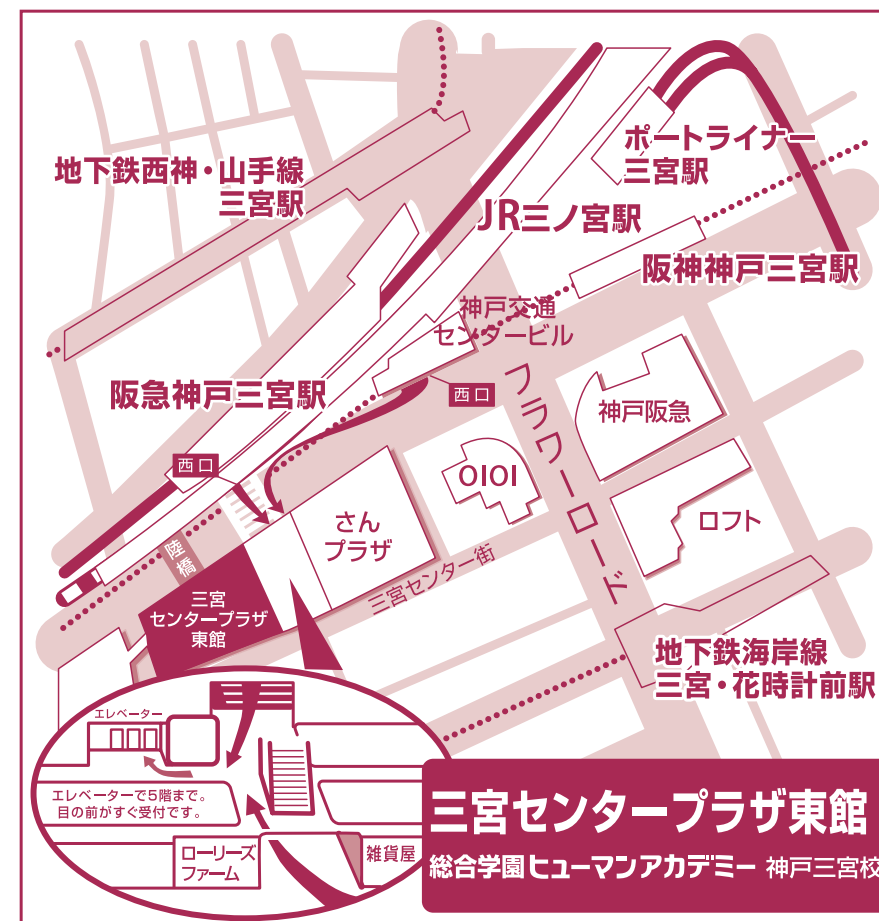 地下鉄西神・山手線
三宮駅
ポートライナー
三宮駅
JR三ノ宮駅
阪神神戸三宮駅
神戸交通
センタービル
阪急神戸三宮駅
西口
西口
フラワーロード
神戸阪急
OIOI
さん
プラザ
ロフト
陸橋
三宮センター街
三宮
センタープラザ
東館
地下鉄海岸線
三宮・花時計前駅
エレベーター
エレベーターで5階まで。
目の前がすぐ受付です。
ローリーズ
ファーム
雑貨屋
三宮センタープラザ東館
総合学園ヒューマンアカデミー 神戸三宮校